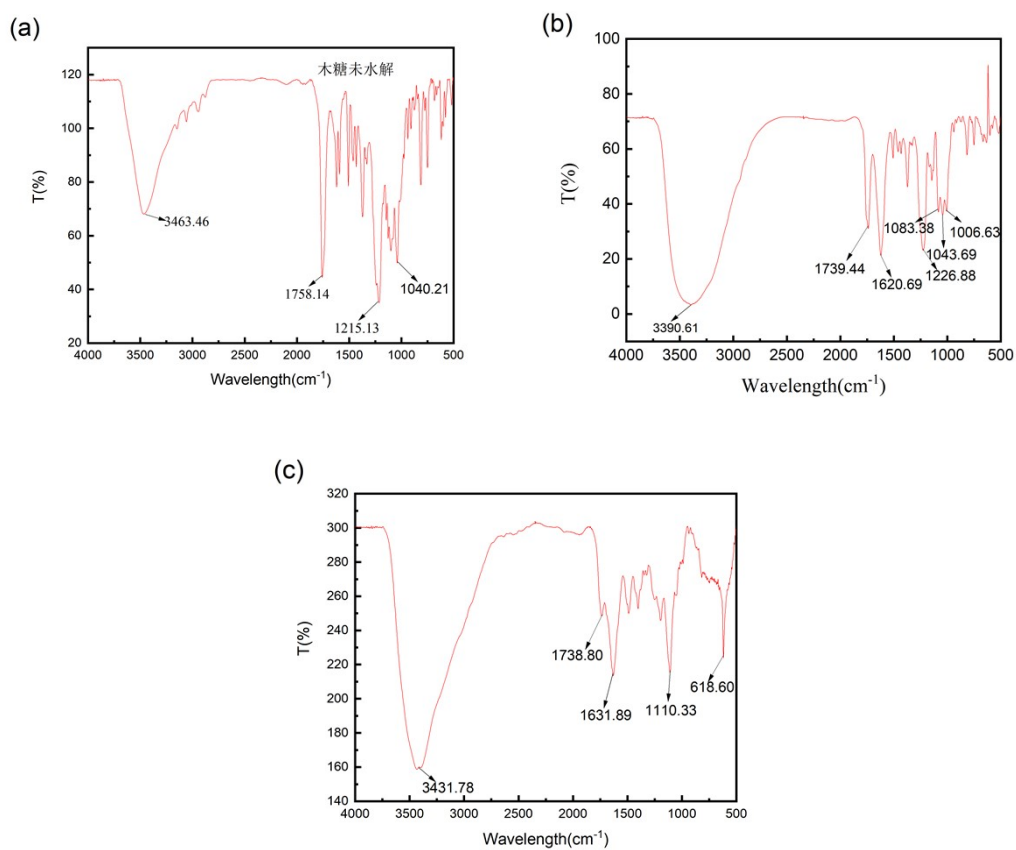 (a)
木糖未水解
120
100
80
60
40
20
T(%)
3463.46
1758.14
1215.13
1040.21
4000 3500 3000 2500 2000 1500 1000 500
Wavelength(cm⁻¹)
(b)
100
80
60
40
20
0
T(%)
3390.61
1739.44
1620.69
1083.38
1006.63
1043.69
1226.88
4000 3500 3000 2500 2000 1500 1000 500
Wavelength(cm⁻¹)
(c)
320
300
280
260
240
220
200
180
160
140
T(%)
3431.78
1738.80
1631.89
1110.33
618.60
4000 3500 3000 2500 2000 1500 1000 500
Wavelength(cm⁻¹)